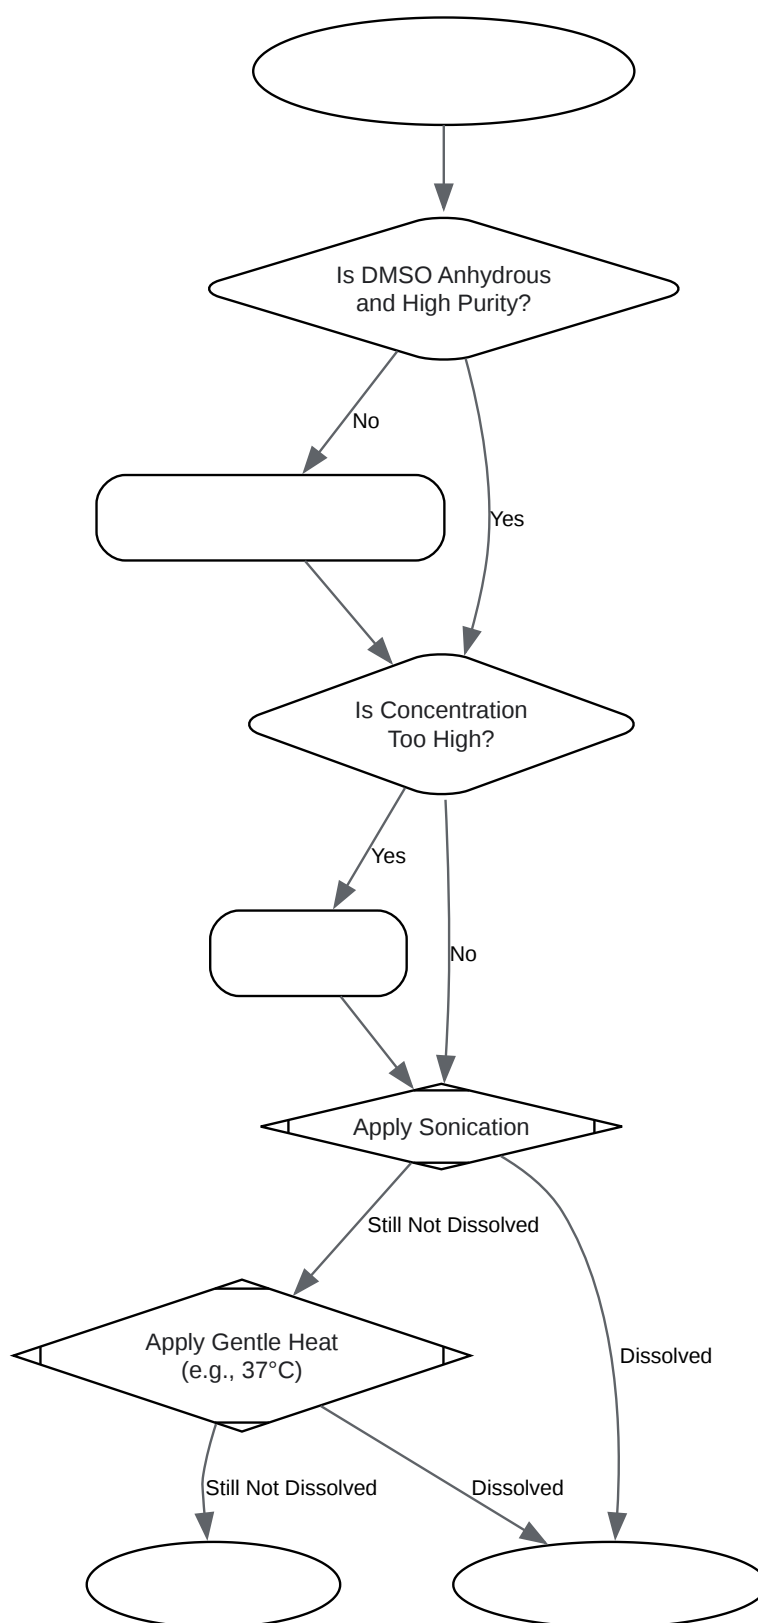 Is DMSO Anhydrous
and High Purity?
No
Yes
Is Concentration
Too High?
Yes
No
Apply Sonication
Still Not Dissolved
Apply Gentle Heat
(e.g., 37°C)
Dissolved
Still Not Dissolved
Dissolved